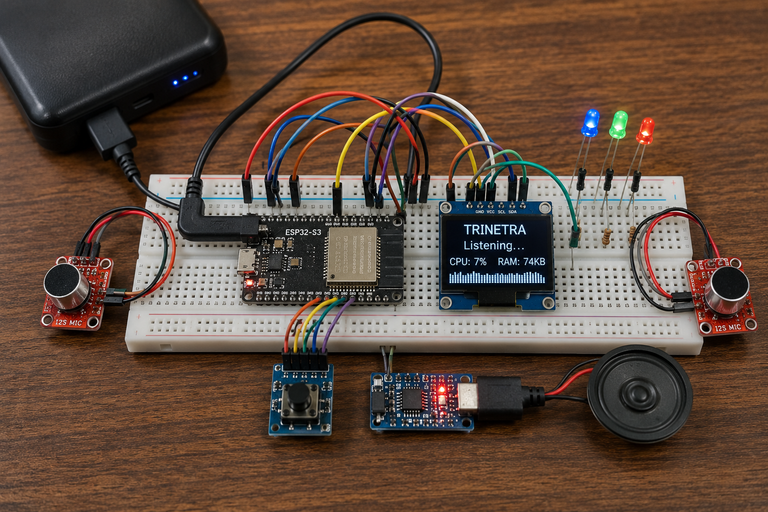 ESP32-S3
GND VCC SCL SDA
TRINETRA
Listening...
CPU: 7% RAM: 74KB
I2S MIC
I2S MIC